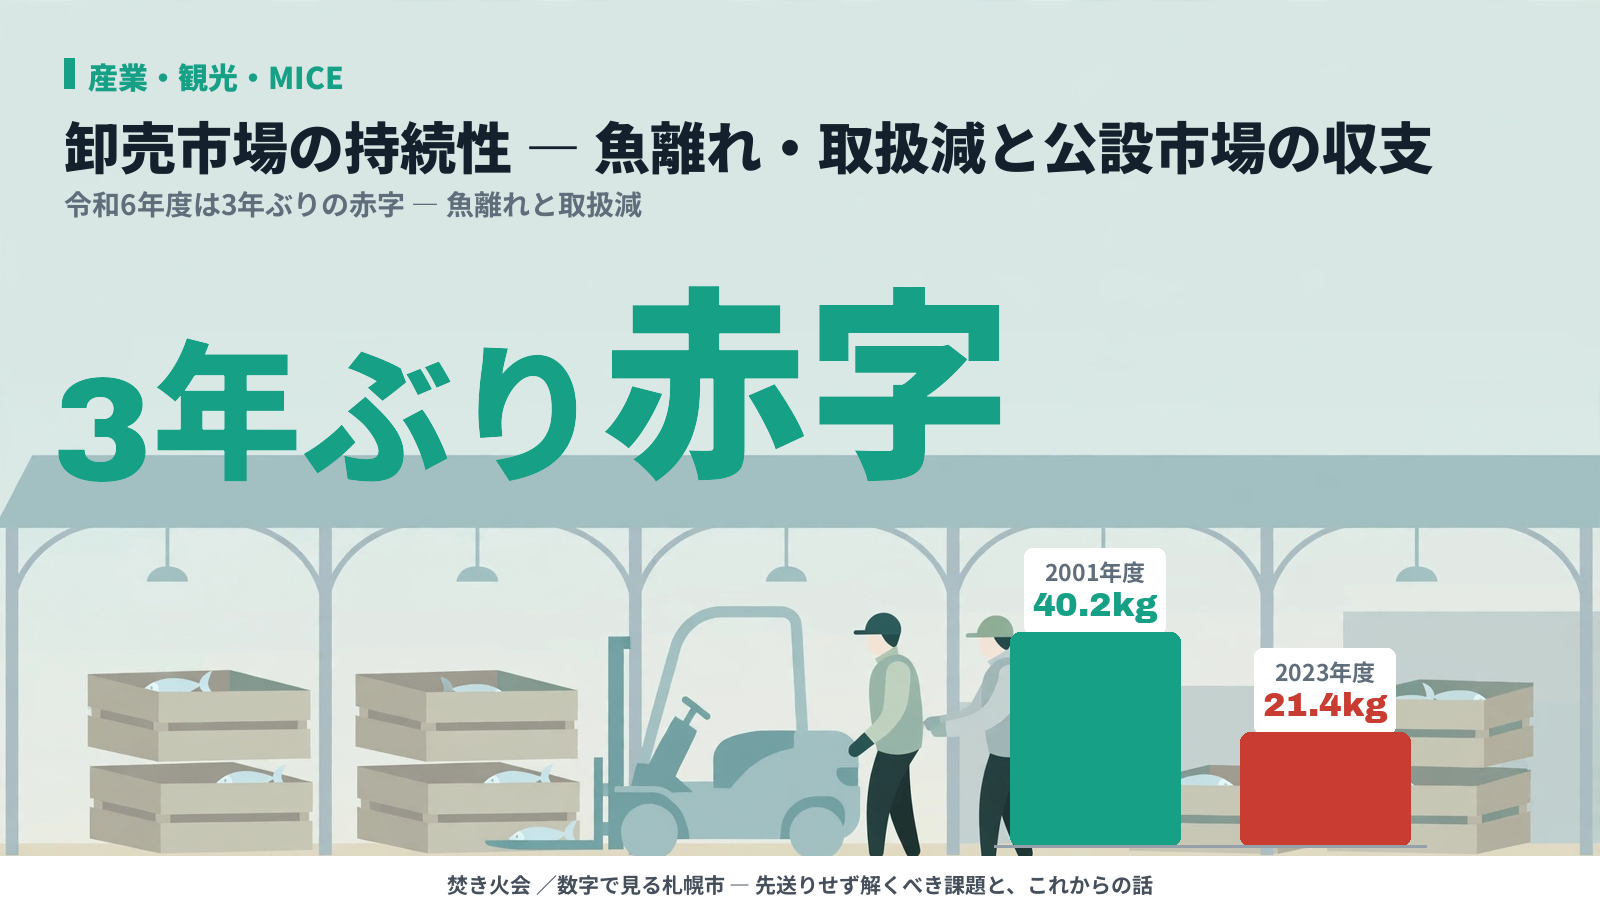 産業・観光・MICE
卸売市場の持続性 — 魚離れ・取扱減と公設市場の収支
令和6年度は3年ぶりの赤字 — 魚離れと取扱減
3年ぶり赤字
2001年度
40.2kg
2023年度
21.4kg
焚き火会 ／数字で見る札幌市 — 先送りせず解くべき課題と、これからの話